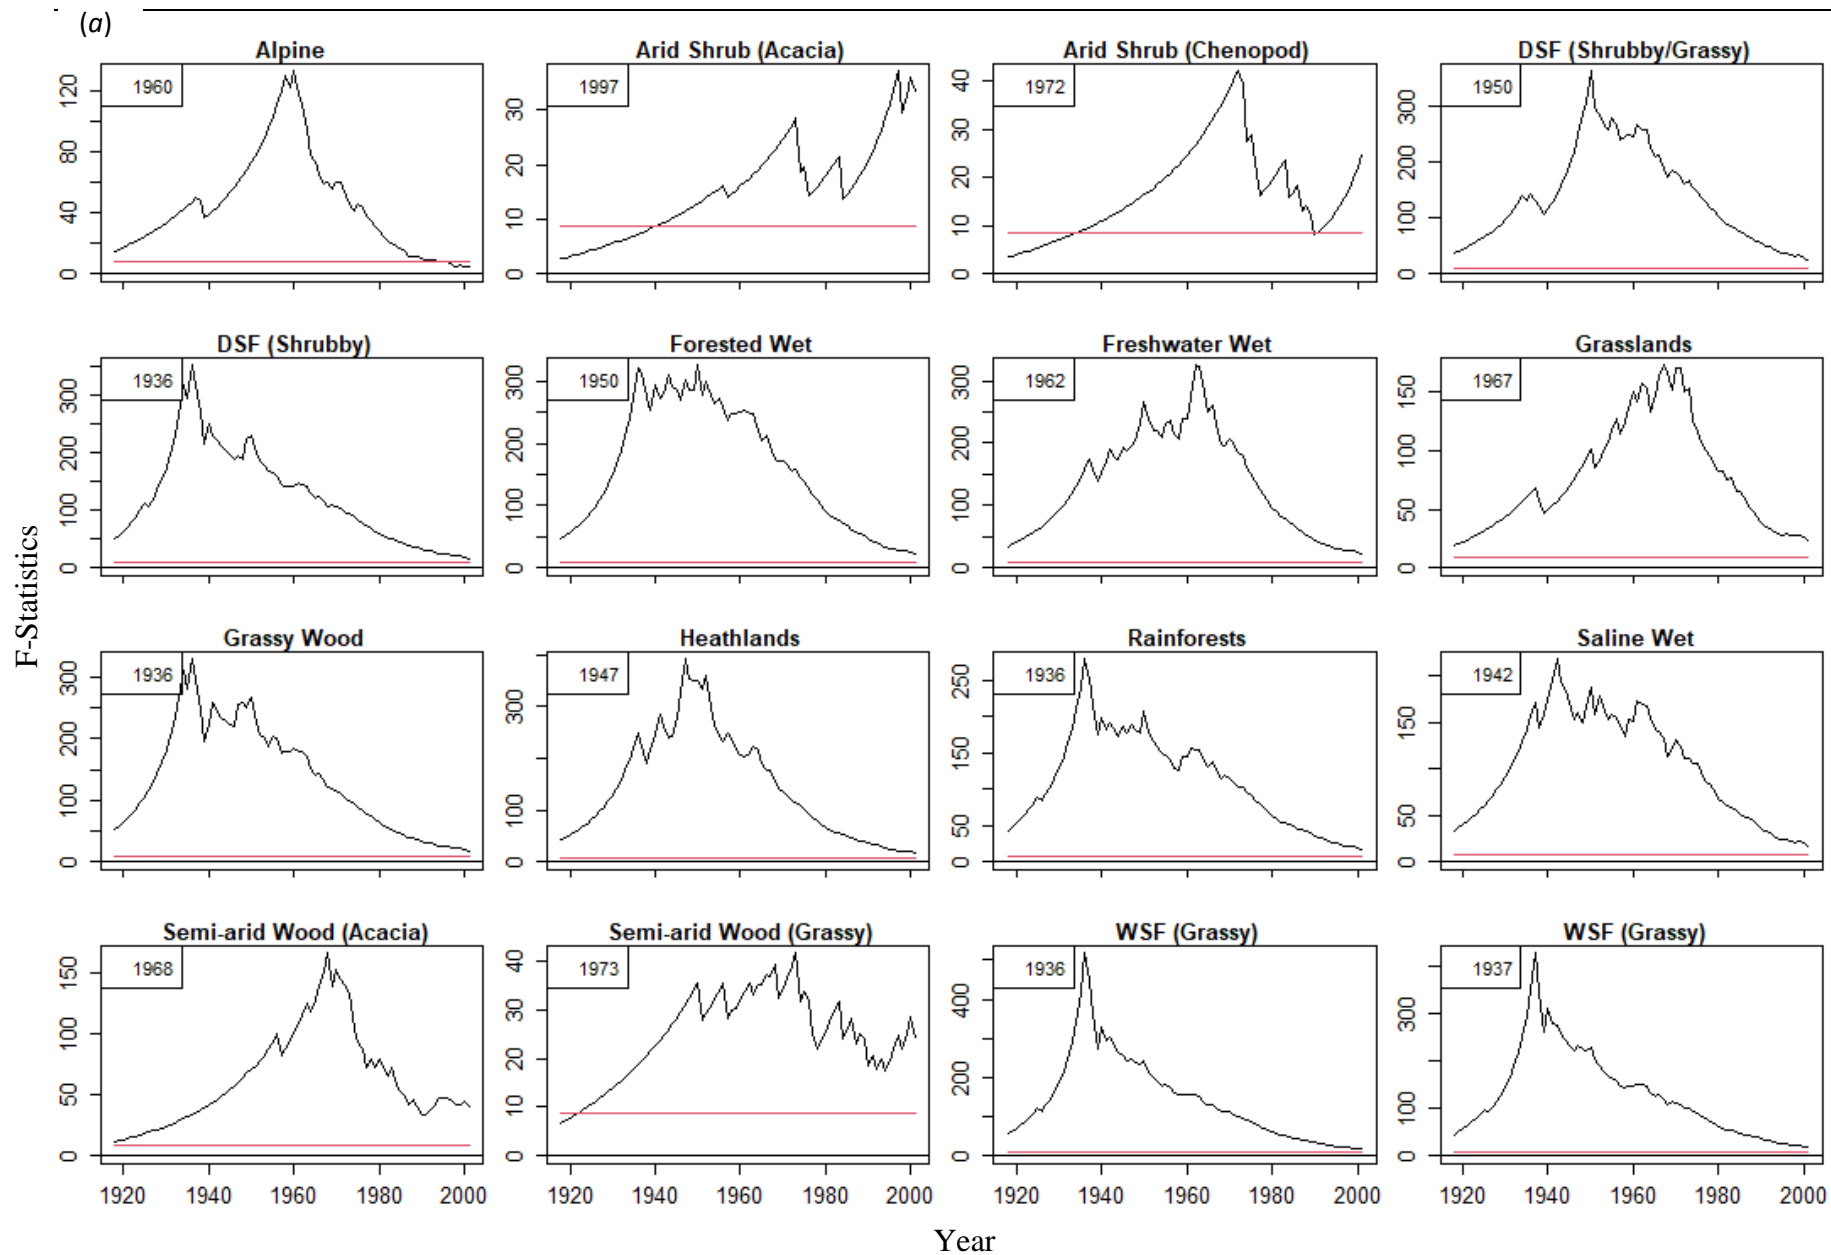 (a)
Alpine
1960
0 40 80 120
Arid Shrub (Acacia)
1997
0 10 20 30
Arid Shrub (Chenopod)
1972
0 10 20 30 40
DSF (Shrubby/Grassy)
1950
0 100 200 300
DSF (Shrubby)
1936
0 100 200 300
Forested Wet
1950
0 100 200 300
Freshwater Wet
1962
0 100 200 300
Grasslands
1967
0 50 100 150
F-Statistics
Grassy Wood
1936
0 100 200 300
Heathlands
1947
0 100 300
Rainforests
1936
0 50 150 250
Saline Wet
1942
0 50 150
Semi-arid Wood (Acacia)
1968
0 50 100 150
1920 1940 1960 1980 2000
Semi-arid Wood (Grassy)
1973
0 10 20 30 40
1920 1940 1960 1980 2000
WSF (Grassy)
1936
0 200 400
1920 1940 1960 1980 2000
WSF (Grassy)
1937
0 100 300
1920 1940 1960 1980 2000
Year